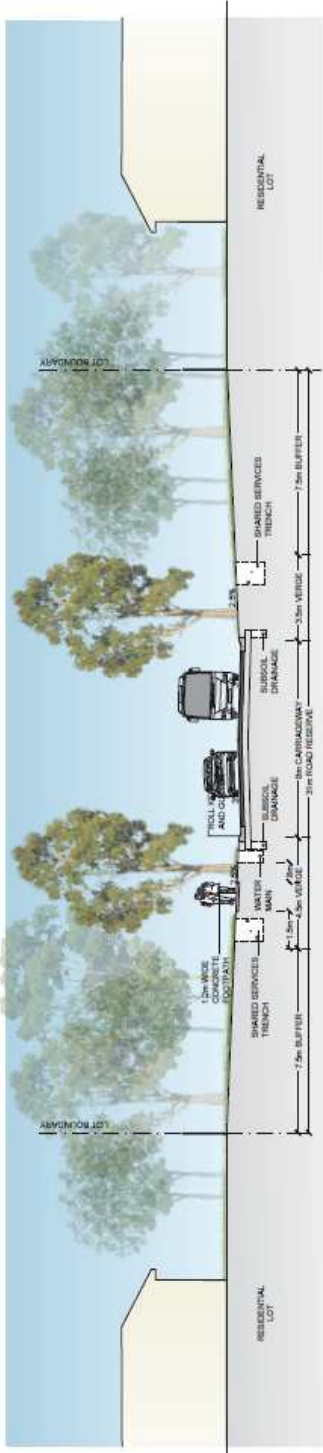 LOT BOUNDARY
LOT BOUNDARY
1.2m WIDE
CONCRETE
FOOTPATH
ROLL
AND
2.5%
RESIDENTIAL
LOT
SHARED SERVICES
TRENCH
WATER
MAIN
SUBSOIL
DRAINAGE
SUBSOIL
DRAINAGE
SHARED SERVICES
TRENCH
RESIDENTIAL
LOT
1.5m
7.5m BUFFER
4.5m VERGE
8m CARRIAGEWAY
3.5m VERGE
7.5m BUFFER
31m ROAD RESERVE